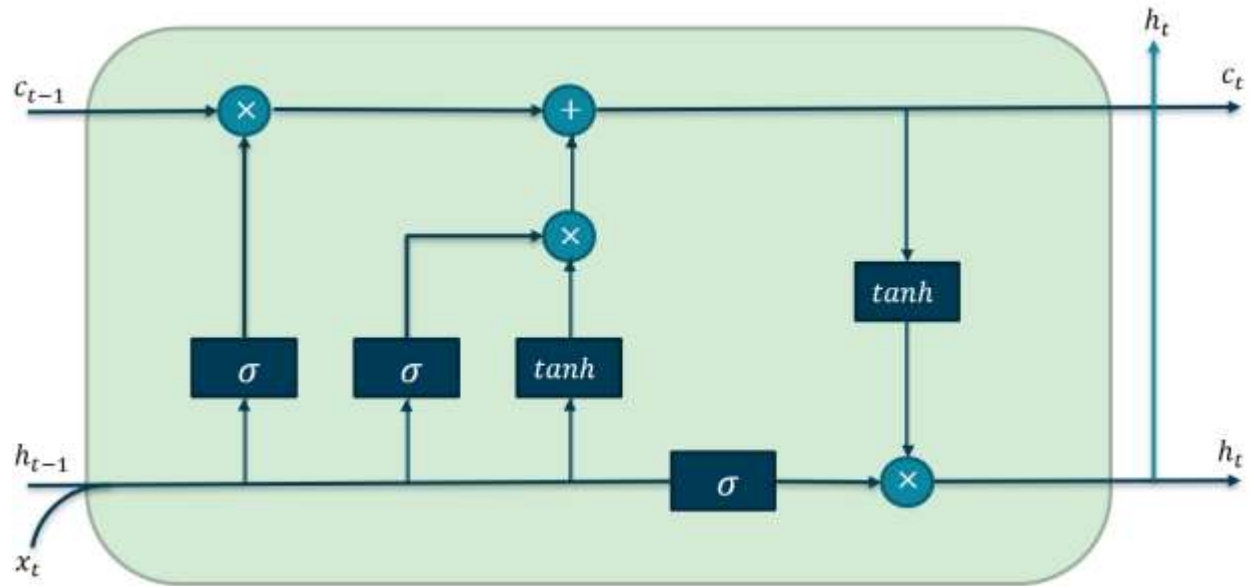 h_t
c_{t-1}
c_t
×
+
×
tanh
σ
σ
tanh
h_{t-1}
h_t
σ
×
x_t